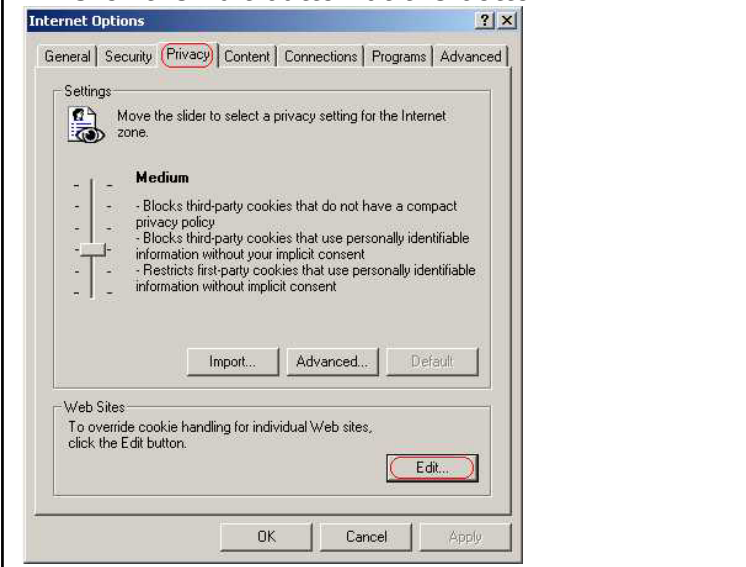 Internet Options
General Security Privacy Content Connections Programs Advanced
Settings
Move the slider to select a privacy setting for the Internet
zone.
Medium
- Blocks third-party cookies that do not have a compact
privacy policy
- Blocks third-party cookies that use personally identifiable
information without your implicit consent
- Restricts first-party cookies that use personally identifiable
information without implicit consent
Import... Advanced... Default
Web Sites
To override cookie handling for individual Web sites,
click the Edit button.
Edit...
OK Cancel Apply